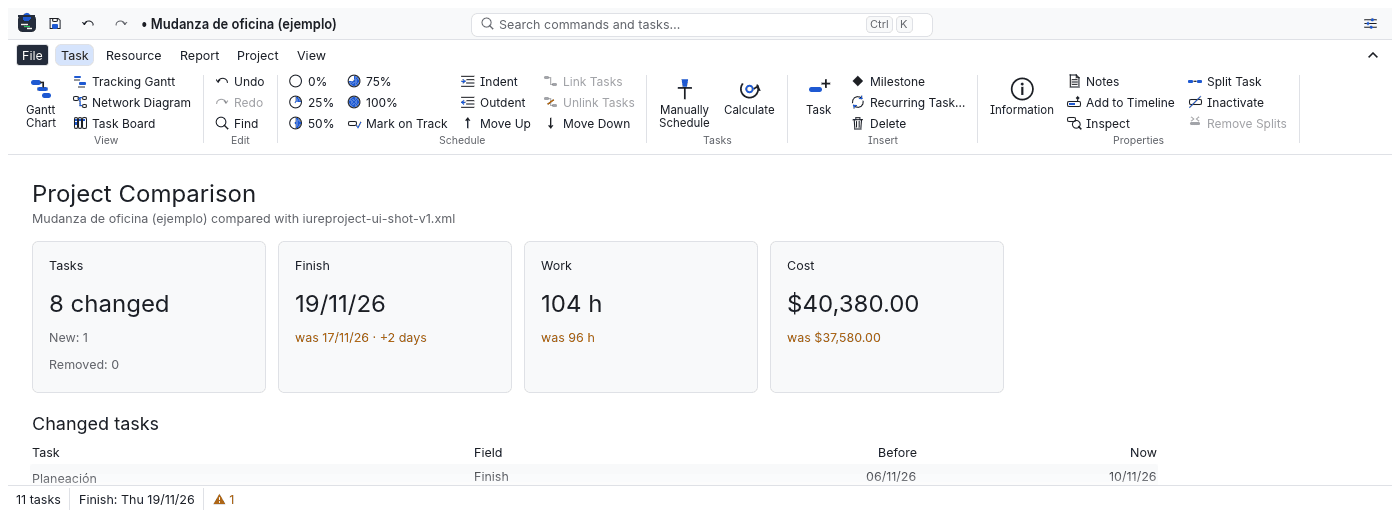 • Mudanza de oficina (ejemplo)
Search commands and tasks...
Ctrl K
File Task Resource Report Project View
Gantt Chart
Tracking Gantt
Network Diagram
Task Board
View
Undo
Redo
Find
Edit
0% 75%
25% 100%
50% Mark on Track
Indent Link Tasks
Outdent Unlink Tasks
Move Up Move Down
Schedule
Manually Schedule
Calculate
Tasks
Task
Milestone
Recurring Task...
Delete
Insert
Information
Notes Split Task
Add to Timeline Inactivate
Inspect Remove Splits
Properties
Project Comparison
Mudanza de oficina (ejemplo) compared with iureproject-ui-shot-v1.xml
Tasks
8 changed
New: 1
Removed: 0
Finish
19/11/26
was 17/11/26 · +2 days
Work
104 h
was 96 h
Cost
$40,380.00
was $37,580.00
Changed tasks
Task Field Before Now
Planeación Finish 06/11/26 10/11/26
11 tasks Finish: Thu 19/11/26 1